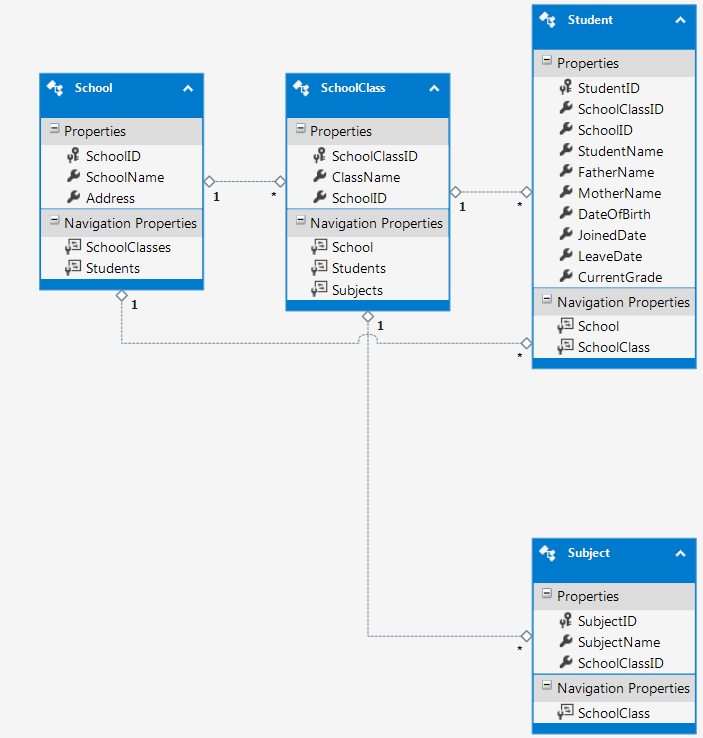 School
Properties
SchoolID
SchoolName
Address
Navigation Properties
SchoolClasses
Students
1
1
SchoolClass
Properties
SchoolClassID
ClassName
SchoolID
Navigation Properties
School
Students
Subjects
*
1
1
Student
Properties
StudentID
SchoolClassID
SchoolID
StudentName
FatherName
MotherName
DateOfBirth
JoinedDate
LeaveDate
CurrentGrade
Navigation Properties
School
SchoolClass
*
*
Subject
Properties
SubjectID
SubjectName
SchoolClassID
Navigation Properties
SchoolClass
*